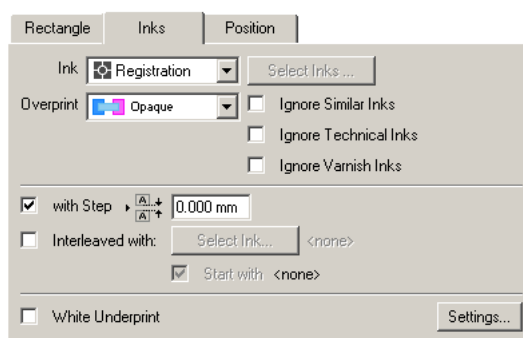 Rectangle Inks Position
Ink Registration Select Inks ...
Overprint Opaque Ignore Similar Inks
Ignore Technical Inks
Ignore Varnish Inks
with Step A A 0.000 mm
Interleaved with: Select Ink... <none>
Start with <none>
White Underprint Settings...